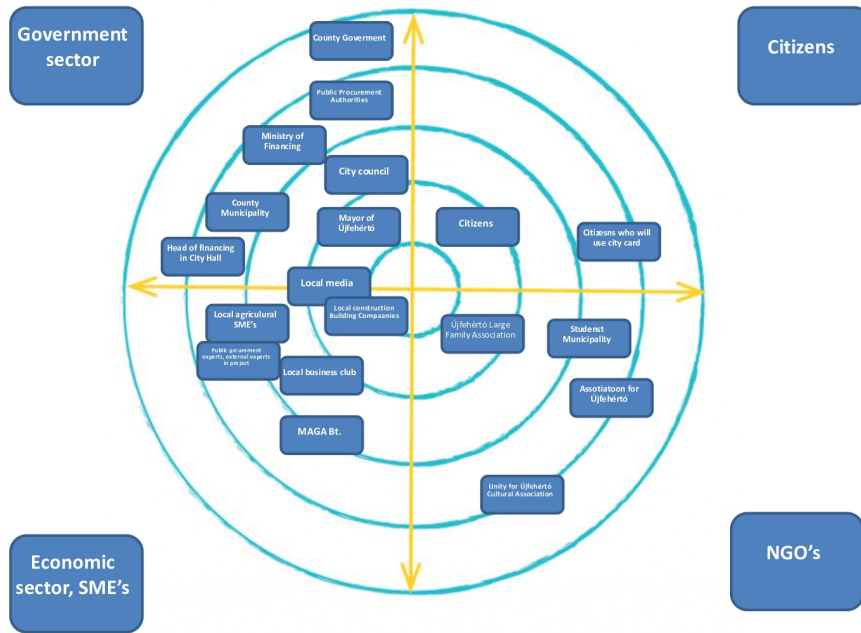 Government
sector
Citizens
County Goverment
Public Procurement
Authorities
Ministry of
Financing
City council
County
Municipality
Mayor of
Újfehértó
Citizens
Citizesns who will
use city card
Head of financing
in City Hall
Local media
Local construction
Building Compaanies
Local agriculural
SME's
Újfehértó Large
Family Association
Studenst
Municipality
Public prcurement
experts, external experts
in project
Local business club
Assotiatoon for
Újfehértó
MAGA Bt.
Unity for Újfehértó
Cultural Association
Economic
sector, SME's
NGO's